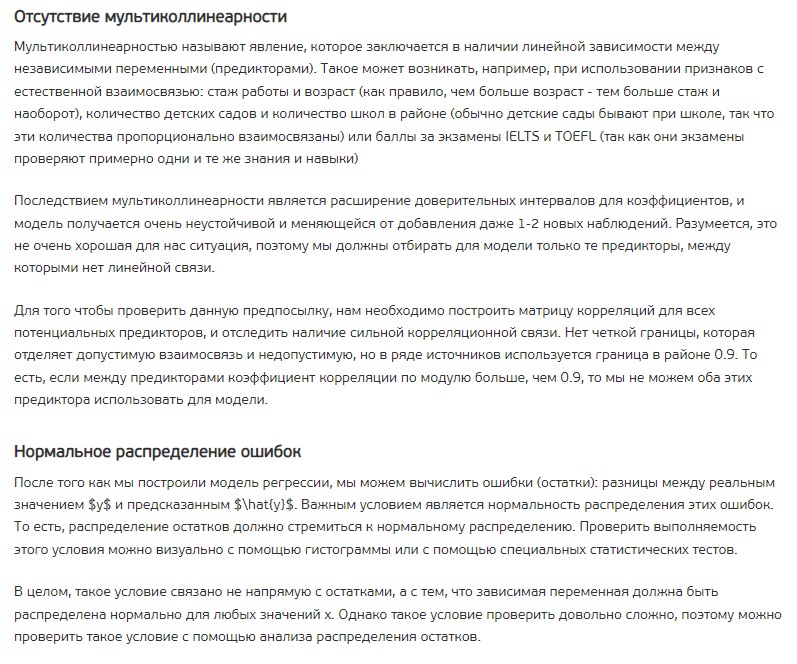 Отсутствие мультиколлинеарности
Мультиколлинеарностью называют явление, которое заключается в наличии линейной зависимости между
независимыми переменными (предикторами). Такое может возникать, например, при использовании признаков с
естественной взаимосвязью: стаж работы и возраст (как правило, чем больше возраст - тем больше стаж и
наоборот), количество детских садов и количество школ в районе (обычно детские сады бывают при школе, так что
эти количества пропорционально взаимосвязаны) или баллы за экзамены IELTS и TOEFL (так как они экзамены
проверяют примерно одни и те же знания и навыки)
Последствием мультиколлинеарности является расширение доверительных интервалов для коэффициентов, и
модель получается очень неустойчивой и меняющейся от добавления даже 1-2 новых наблюдений. Разумеется, это
не очень хорошая для нас ситуация, поэтому мы должны отбирать для модели только те предикторы, между
которыми нет линейной связи.
Для того чтобы проверить данную предпосылку, нам необходимо построить матрицу корреляций для всех
потенциальных предикторов, и отследить наличие сильной корреляционной связи. Нет четкой границы, которая
отделяет допустимую взаимосвязь и недопустимую, но в ряде источников используется граница в районе 0.9. То
есть, если между предикторами коэффициент корреляции по модулю больше, чем 0.9, то мы не можем оба этих
предиктора использовать для модели.
Нормальное распределение ошибок
После того как мы построили модель регрессии, мы можем вычислить ошибки (остатки): разницы между реальным
значением $y$ и предсказанным $\hat{y}$. Важным условием является нормальность распределения этих ошибок.
То есть, распределение остатков должно стремиться к нормальному распределению. Проверить выполняемость
этого условия можно визуально с помощью гистограммы или с помощью специальных статистических тестов.
В целом, такое условие связано не напрямую с остатками, а с тем, что зависимая переменная должна быть
распределена нормально для любых значений x. Однако такое условие проверить довольно сложно, поэтому можно
проверить такое условие с помощью анализа распределения остатков.